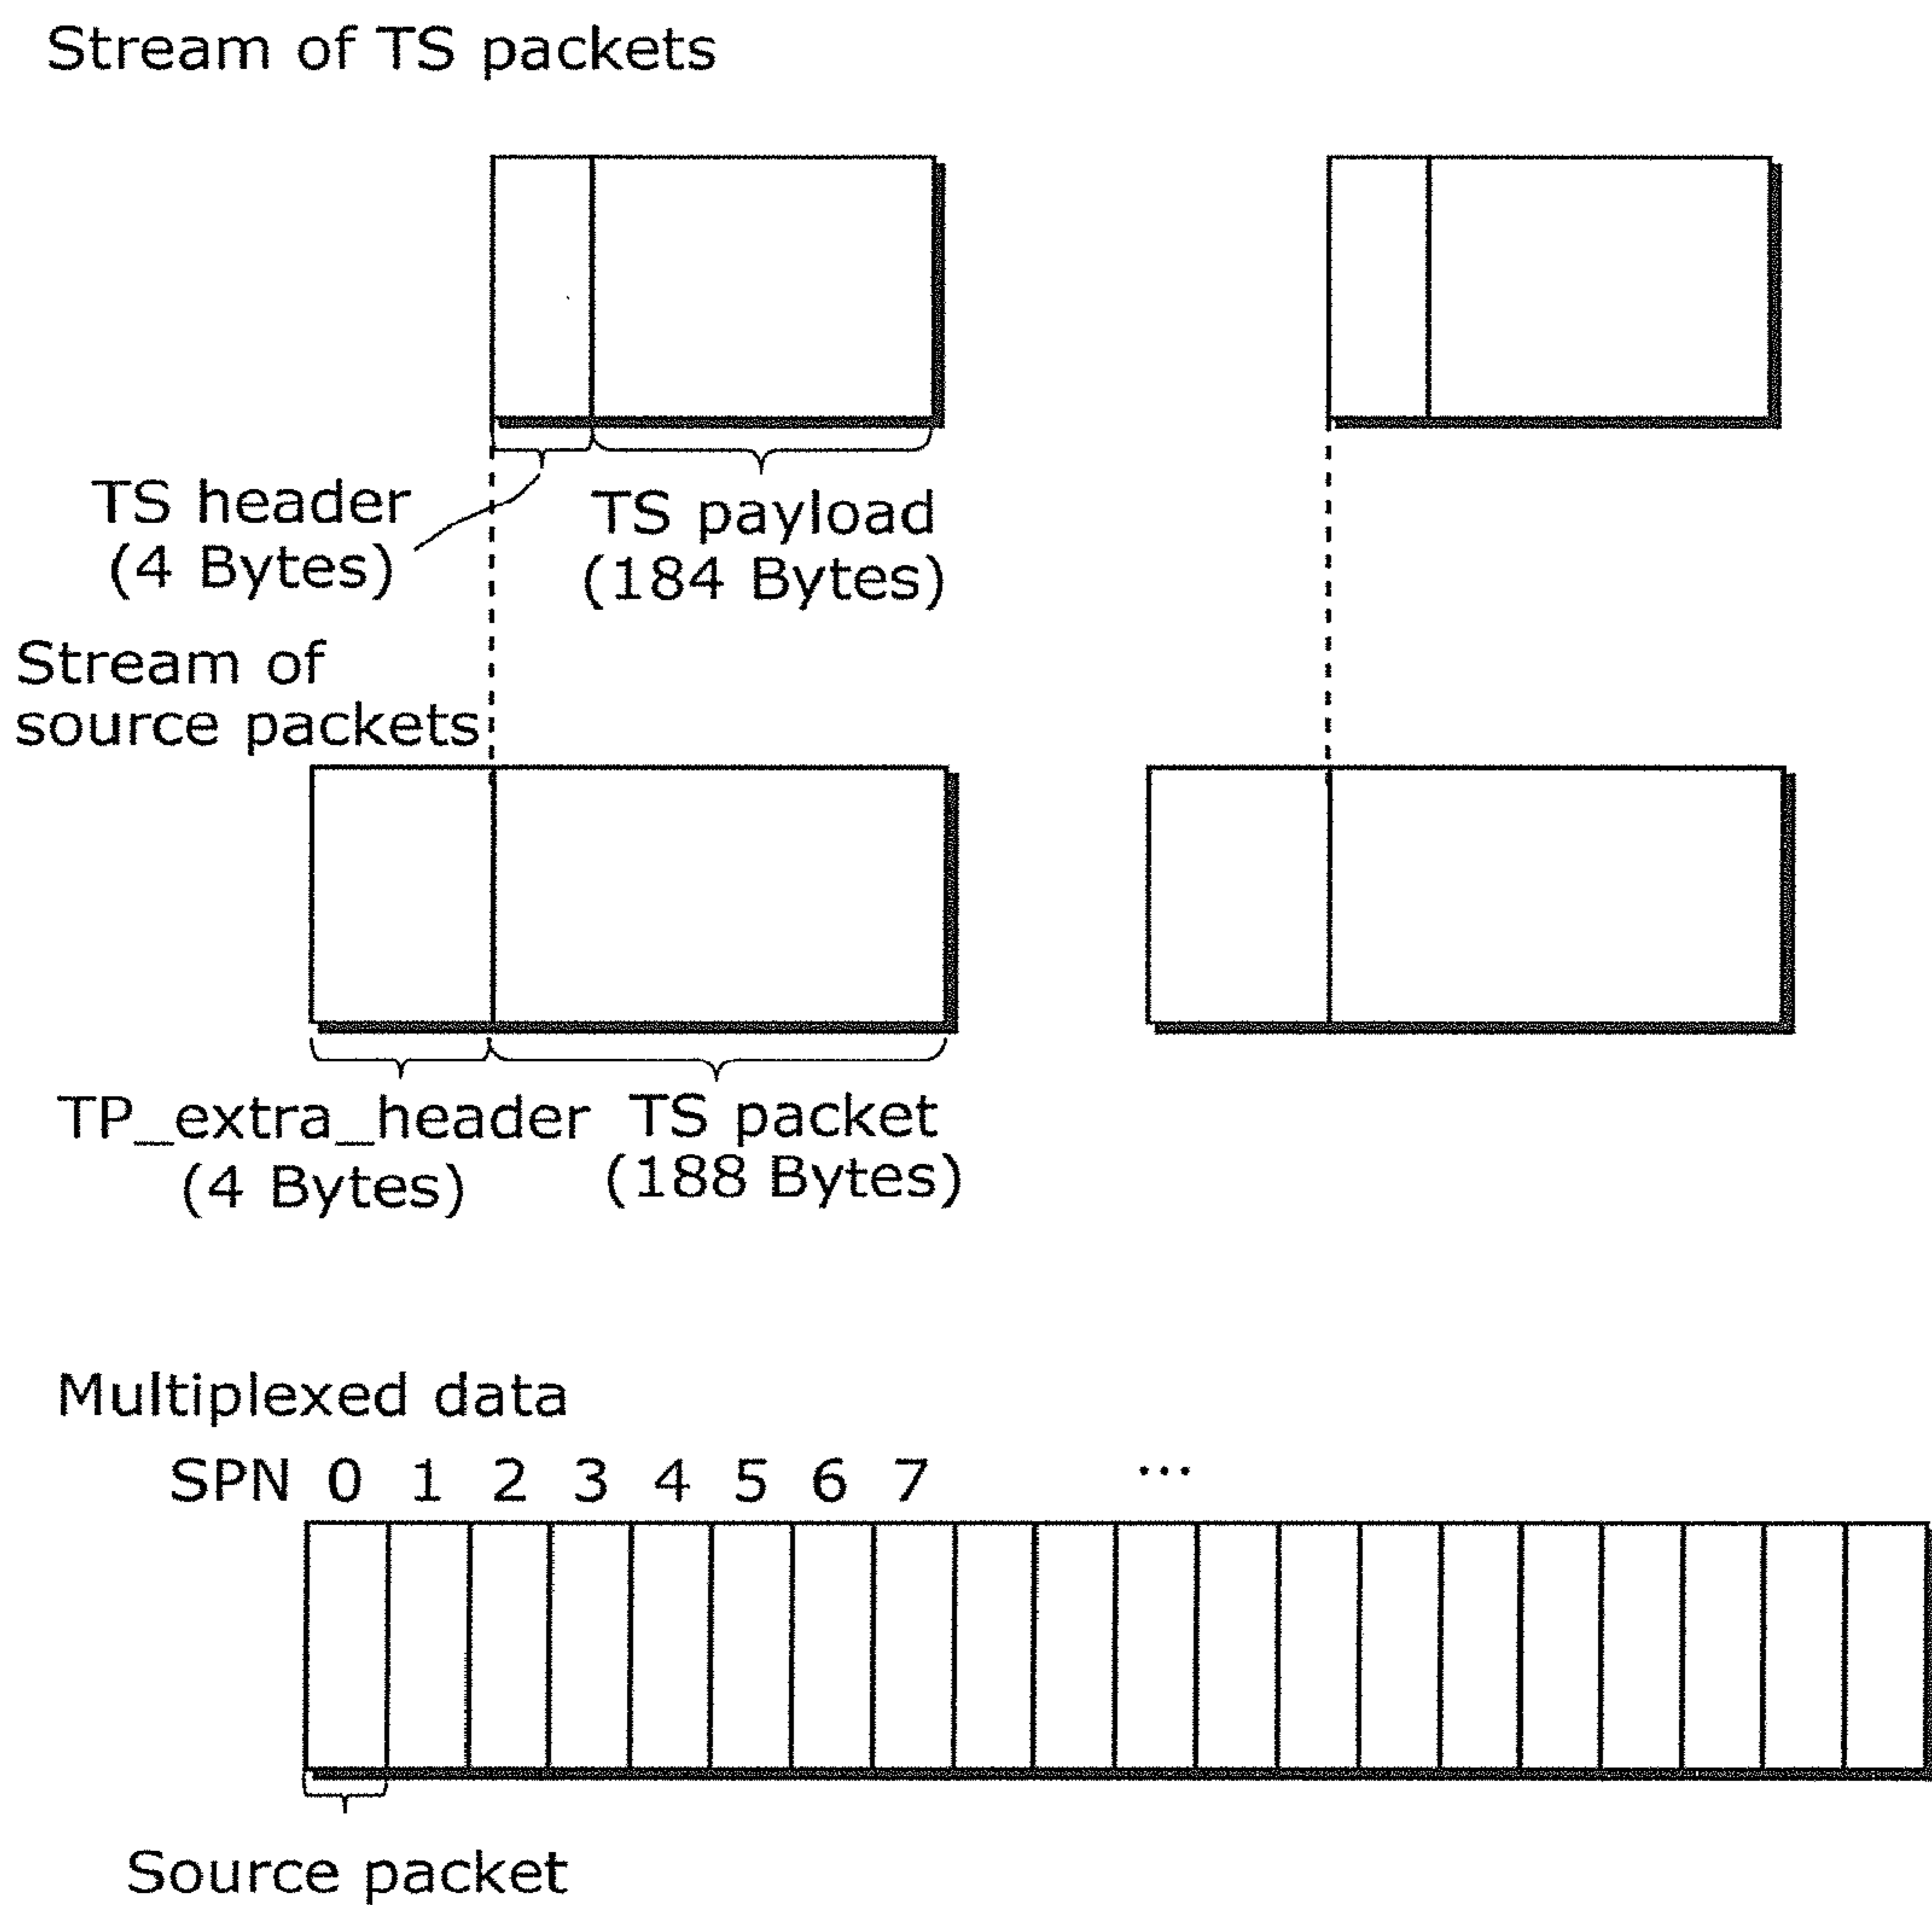 Stream of TS packets
TS header
(4 Bytes)
TS payload
(184 Bytes)
Stream of
source packets
TP_extra_header
(4 Bytes)
TS packet
(188 Bytes)
Multiplexed data
SPN 0 1 2 3 4 5 6 7 ...
Source packet